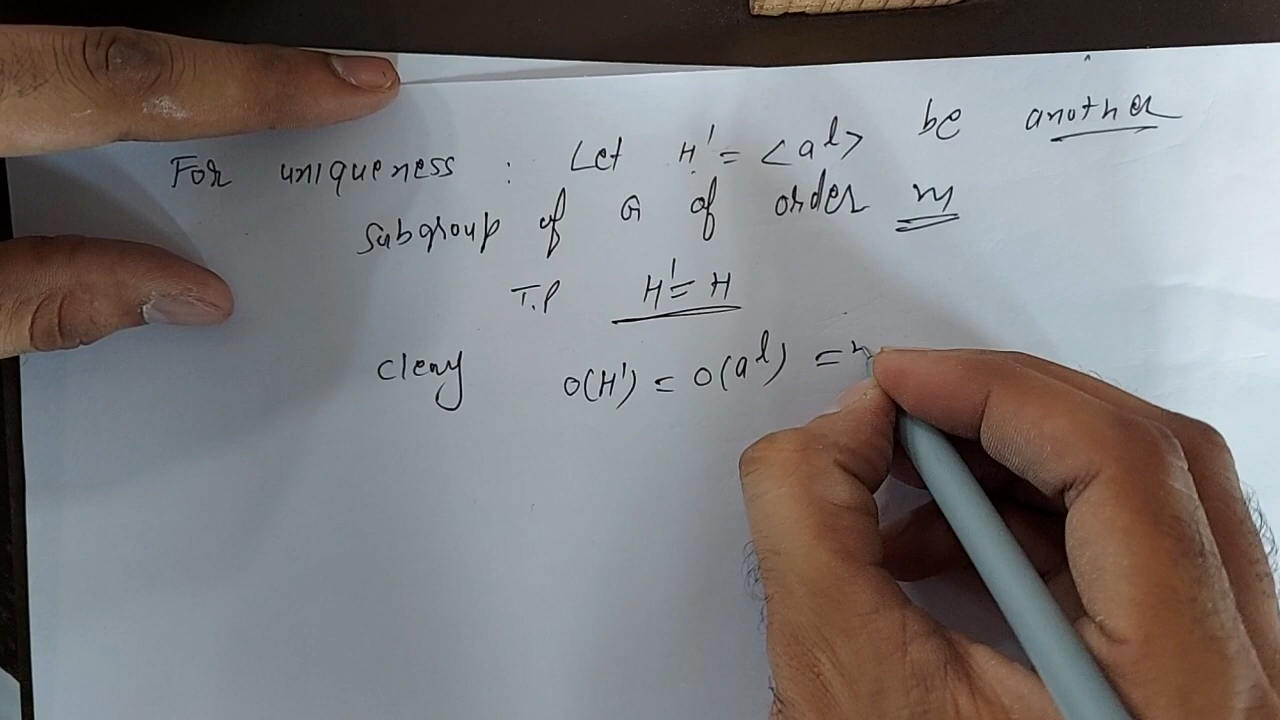 For uniqueness : Let H' = <a^l> be another
subgroup of G of order m
T.P H' = H
Clearly O(H') = O(a^l) =